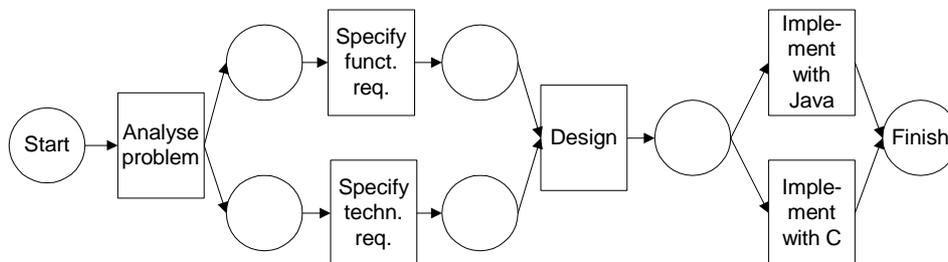 Start
Analyse
problem
Specify
funct.
req.
Specify
techn.
req.
Design
Imple-
ment
with
Java
Imple-
ment
with C
Finish